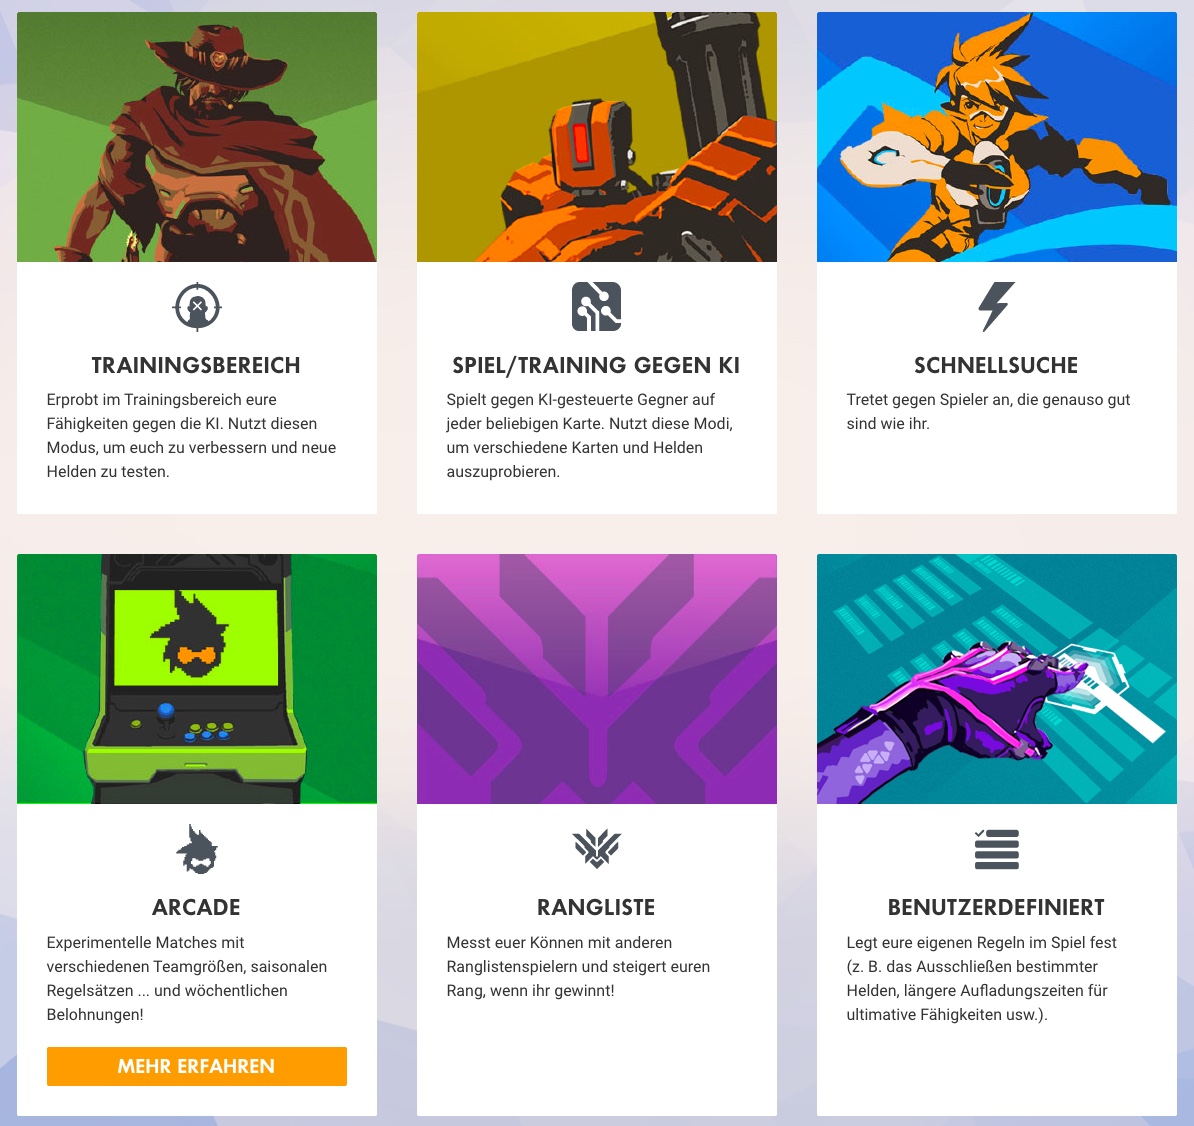 TRAININGSBEREICH
Erprobt im Trainingsbereich eure
Fähigkeiten gegen die KI. Nutzt diesen
Modus, um euch zu verbessern und neue
Helden zu testen.
SPIEL/TRAINING GEGEN KI
Spielt gegen KI-gesteuerte Gegner auf
jeder beliebigen Karte. Nutzt diese Modi,
um verschiedene Karten und Helden
auszuprobieren.
SCHNELLSUCHE
Tretet gegen Spieler an, die genauso gut
sind wie ihr.
ARCADE
Experimentelle Matches mit
verschiedenen Teamgrößen, saisonalen
Regelsätzen ... und wöchentlichen
Belohnungen!
MEHR ERFAHREN
RANGLISTE
Messt euer Können mit anderen
Ranglistenspielern und steigert euren
Rang, wenn ihr gewinnt!
BENUTZERDEFINIERT
Legt eure eigenen Regeln im Spiel fest
(z. B. das Ausschließen bestimmter
Helden, längere Aufladungszeiten für
ultimative Fähigkeiten usw.).